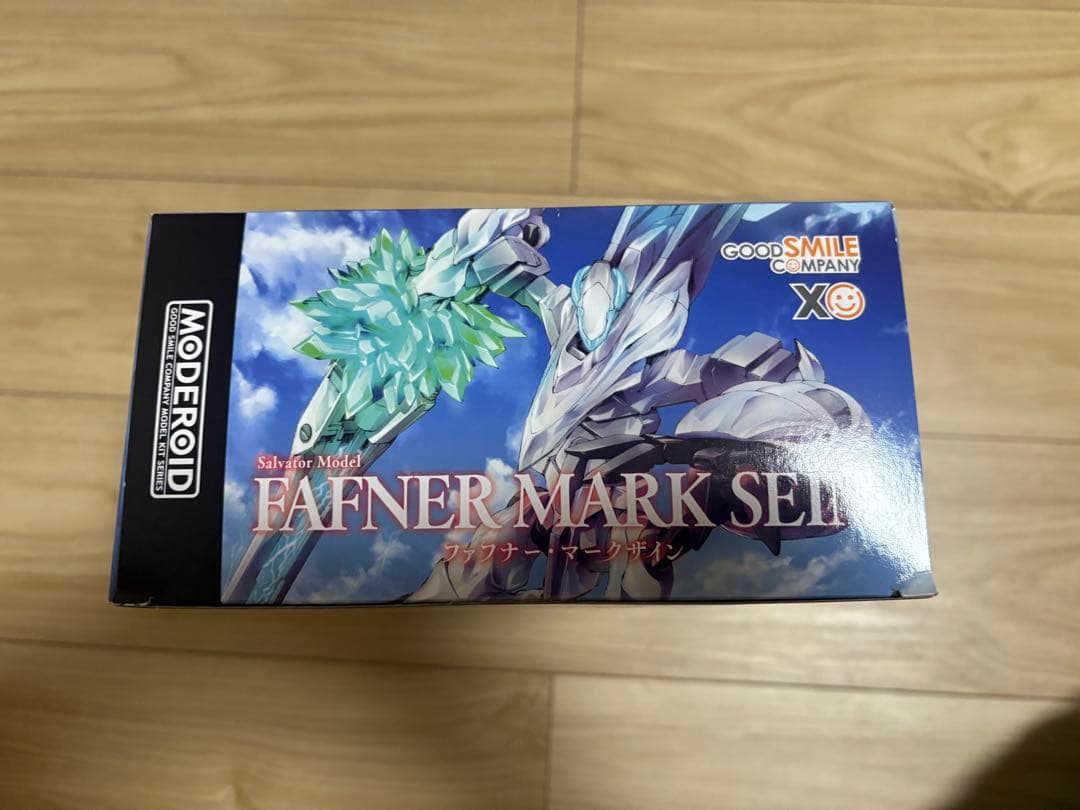 MODEROID
GOOD SMILE COMPANY MODEL KIT SERIES
GOOD SMILE
COMPANY
X
Salvator Model
FAFNER MARK SEIN
ファフナー・マークザイン